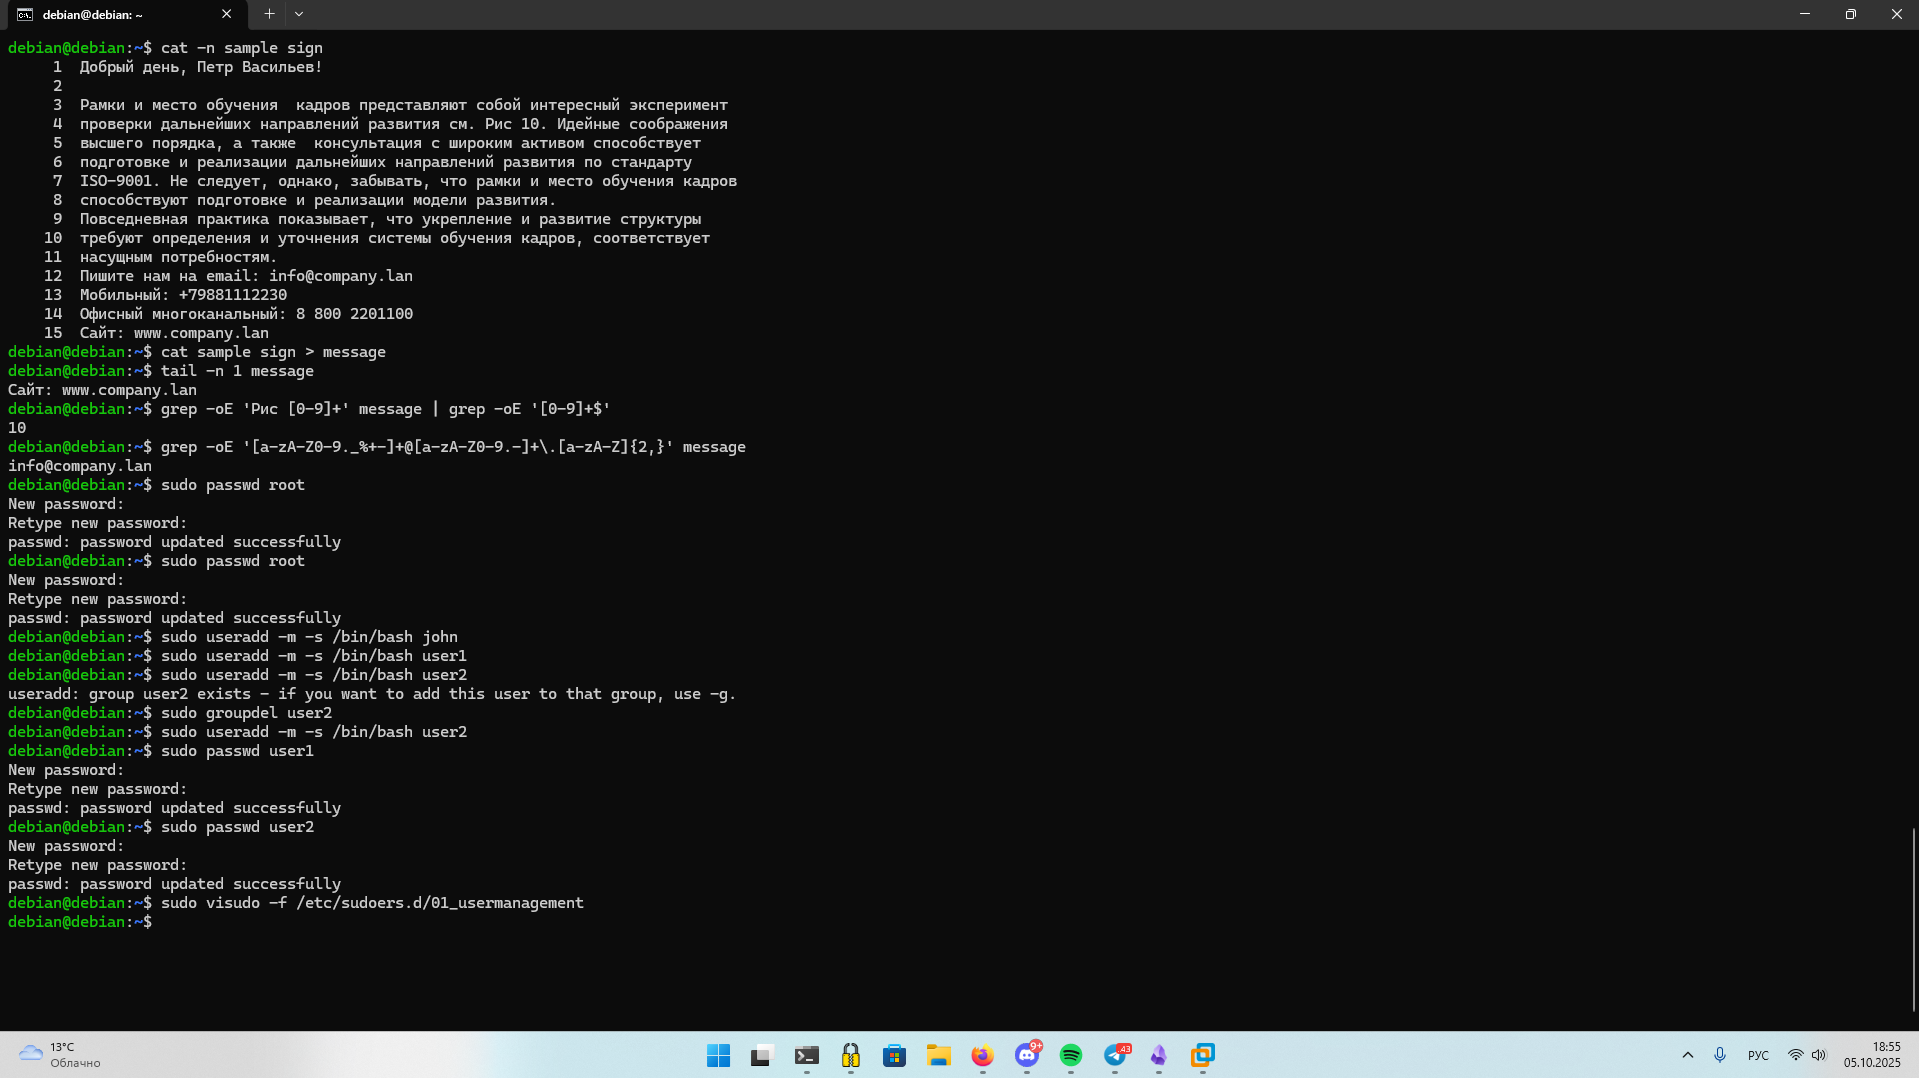 debian@debian: ~
debian@debian:~$ cat -n sample sign
1 Добрый день, Петр Васильев!
2
3 Рамки и место обучения  кадров представляют собой интересный эксперимент
4 проверки дальнейших направлений развития см. Рис 10. Идейные соображения
5 высшего порядка, а также  консультация с широким активом способствует
6 подготовке и реализации дальнейших направлений развития по стандарту
7 ISO-9001. Не следует, однако, забывать, что рамки и место обучения кадров
8 способствуют подготовке и реализации модели развития.
9 Повседневная практика показывает, что укрепление и развитие структуры
10 требуют определения и уточнения системы обучения кадров, соответствует
11 насущным потребностям.
12 Пишите нам на email: info@company.lan
13 Мобильный: +79881112230
14 Офисный многоканальный: 8 800 2201100
15 Сайт: www.company.lan
debian@debian:~$ cat sample sign > message
debian@debian:~$ tail -n 1 message
Сайт: www.company.lan
debian@debian:~$ grep -oE 'Рис [0-9]+' message | grep -oE '[0-9]+$'
10
debian@debian:~$ grep -oE '[a-zA-Z0-9._%+-]+@[a-zA-Z0-9.-]+\.[a-zA-Z]{2,}' message
info@company.lan
debian@debian:~$ sudo passwd root
New password:
Retype new password:
passwd: password updated successfully
debian@debian:~$ sudo passwd root
New password:
Retype new password:
passwd: password updated successfully
debian@debian:~$ sudo useradd -m -s /bin/bash john
debian@debian:~$ sudo useradd -m -s /bin/bash user1
debian@debian:~$ sudo useradd -m -s /bin/bash user2
useradd: group user2 exists - if you want to add this user to that group, use -g.
debian@debian:~$ sudo groupdel user2
debian@debian:~$ sudo useradd -m -s /bin/bash user2
debian@debian:~$ sudo passwd user1
New password:
Retype new password:
passwd: password updated successfully
debian@debian:~$ sudo passwd user2
New password:
Retype new password:
passwd: password updated successfully
debian@debian:~$ sudo visudo -f /etc/sudoers.d/01_usermanagement
debian@debian:~$
13°C
Облачно
9+
43
РУС
18:55
05.10.2025